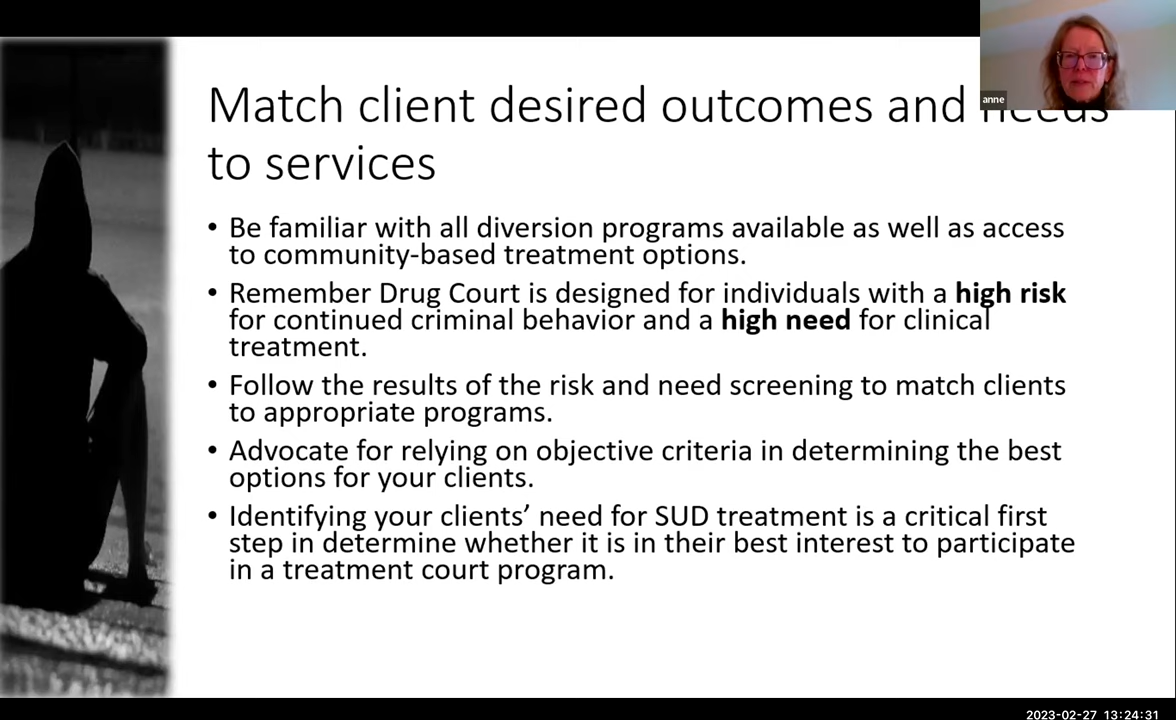 Match client desired outcomes and needs
to services
• Be familiar with all diversion programs available as well as access
to community-based treatment options.
• Remember Drug Court is designed for individuals with a high risk
for continued criminal behavior and a high need for clinical
treatment.
• Follow the results of the risk and need screening to match clients
to appropriate programs.
• Advocate for relying on objective criteria in determining the best
options for your clients.
• Identifying your clients’ need for SUD treatment is a critical first
step in determine whether it is in their best interest to participate
in a treatment court program.
anne
2023-02-27 13:24:31